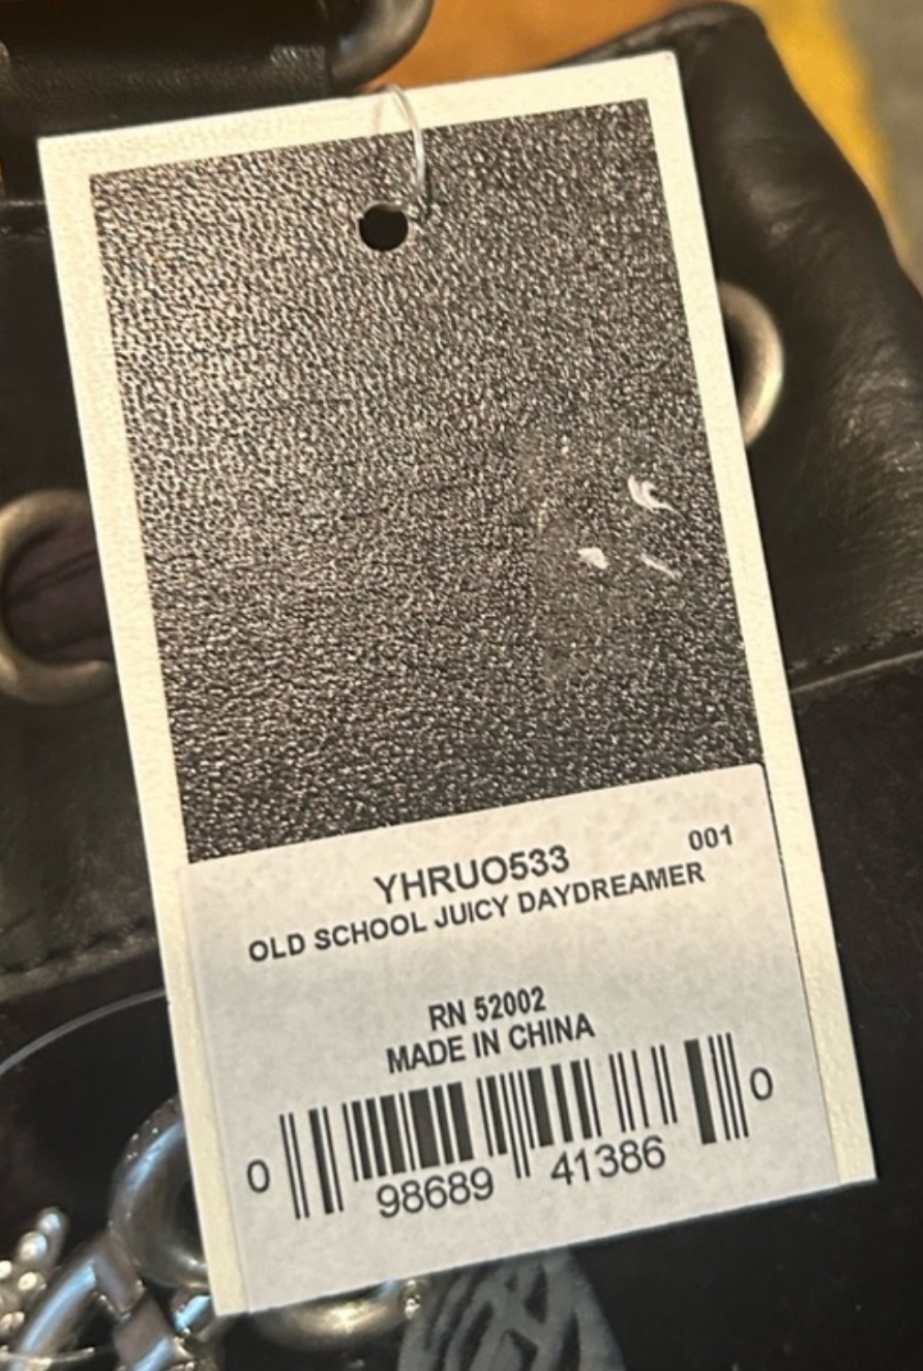 YHRUO533 001
OLD SCHOOL JUICY DAYDREAMER
RN 52002
MADE IN CHINA
0 98689 41386 0